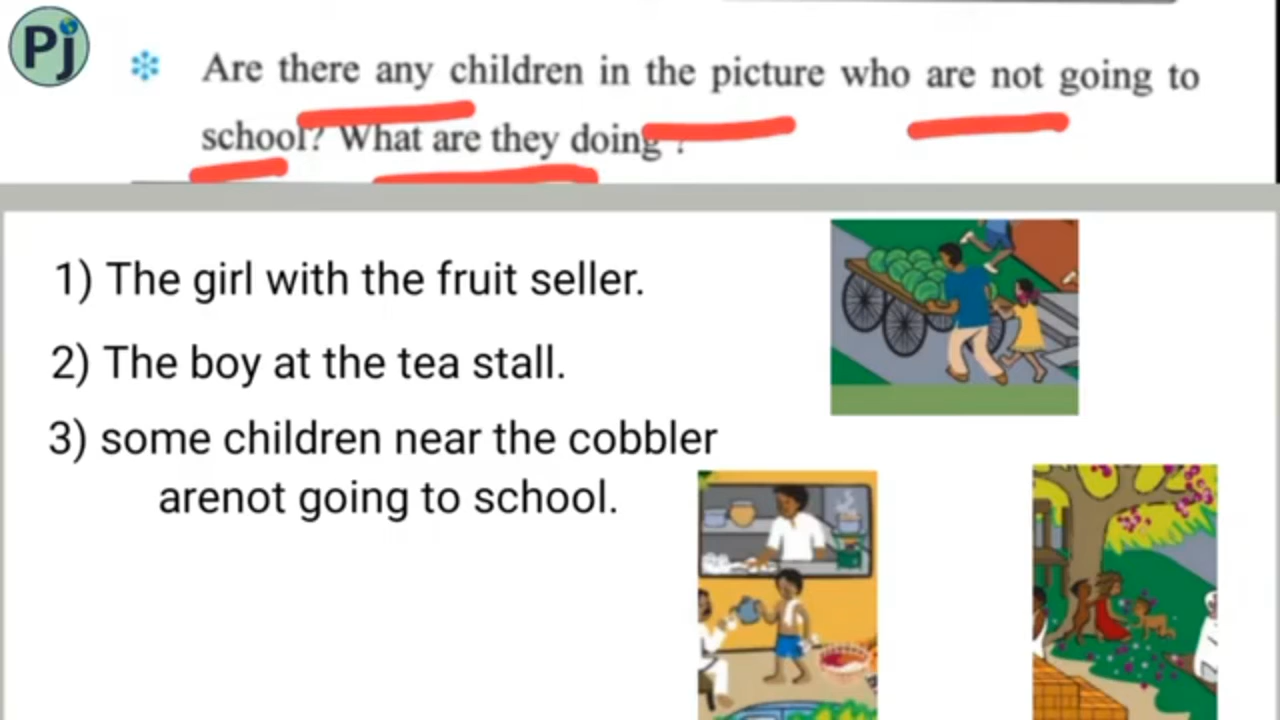 Pj
Are there any children in the picture who are not going to
school? What are they doing ?
1) The girl with the fruit seller.
2) The boy at the tea stall.
3) some children near the cobbler
arenot going to school.